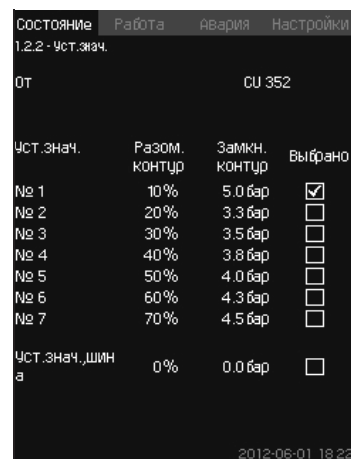 Состояние Работа Авария Настройки
1.2.2 - Уст.знач.
От CU 352
Уст.знач. Разом. контур Замкн. контур Выбрано
№ 1 10% 5.0 бар
№ 2 20% 3.3 бар
№ 3 30% 3.5 бар
№ 4 40% 3.8 бар
№ 5 50% 4.0 бар
№ 6 60% 4.3 бар
№ 7 70% 4.5 бар
Уст.знач.,шин
а 0% 0.0 бар
2012-06-01 18:22